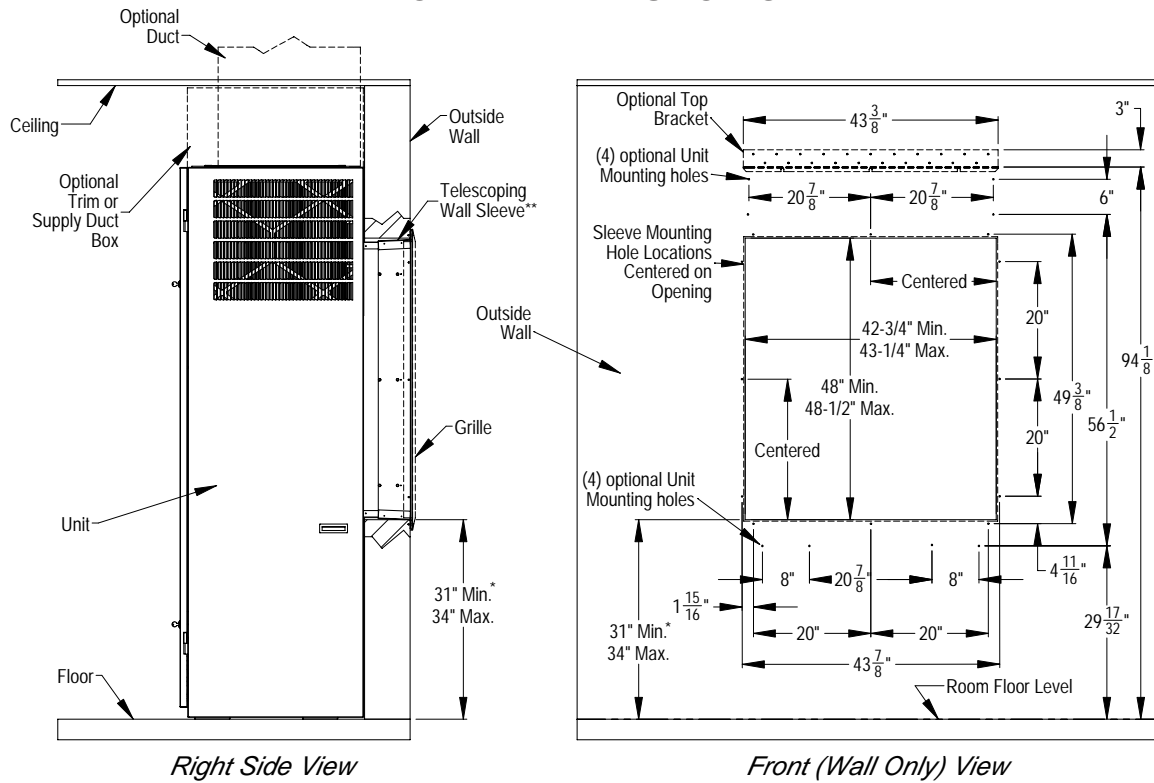 Optional
Duct
Ceiling
Optional
Trim or
Supply Duct
Box
Outside
Wall
Telescoping
Wall Sleeve**
Grille
Unit
31" Min.*
34" Max.
Floor
Right Side View
Optional Top
Bracket
43 3/8"
3"
(4) optional Unit
Mounting holes
20 7/8"
20 7/8"
6"
Sleeve Mounting
Hole Locations
Centered on
Opening
Centered
Outside
Wall
42-3/4" Min.
43-1/4" Max.
20"
94 1/8"
48" Min.
48-1/2" Max.
49 3/8"
56 1/2"
20"
Centered
(4) optional Unit
Mounting holes
8"
20 7/8"
8"
4 11/16"
1 15/16"
29 17/32"
31" Min.*
34" Max.
20"
20"
43 7/8"
Room Floor Level
Front (Wall Only) View